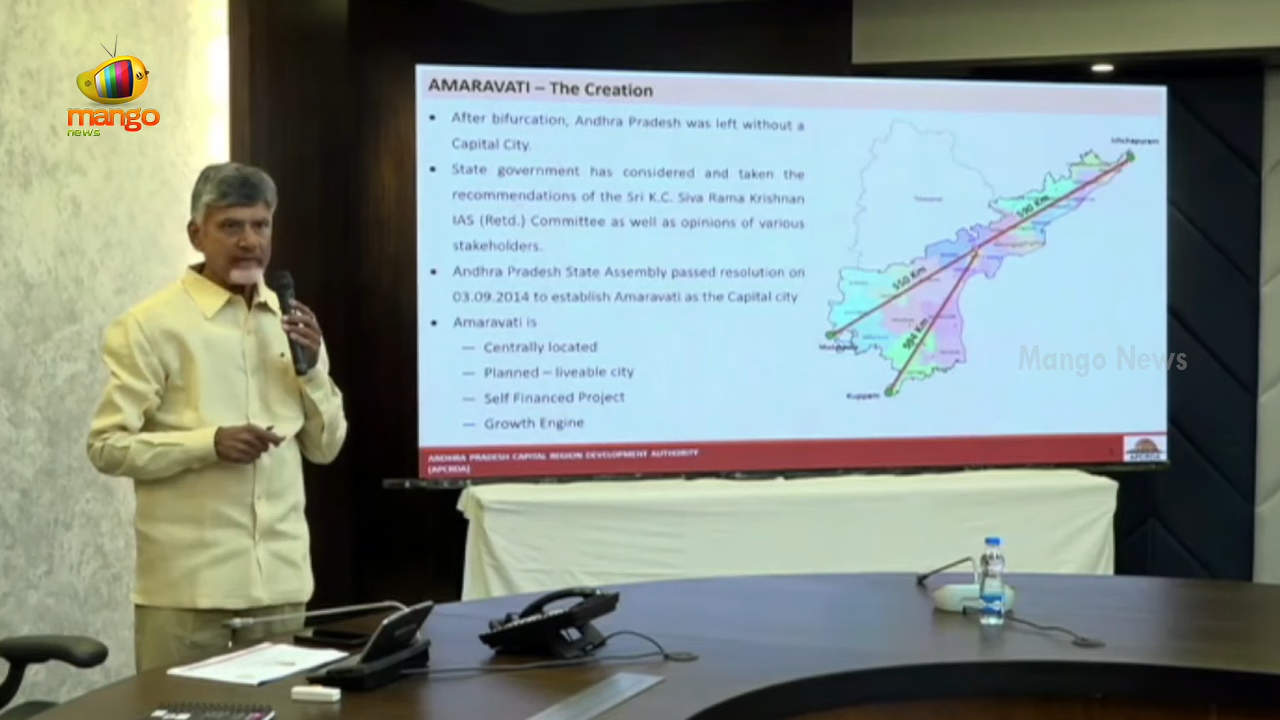 mango
news
AMARAVATI – The Creation
• After bifurcation, Andhra Pradesh was left without a
Capital City.
• State government has considered and taken the
recommendations of the Sri K.C. Siva Rama Krishnan
IAS (Retd.) Committee as well as opinions of various
stakeholders.
• Andhra Pradesh State Assembly passed resolution on
03.09.2014 to establish Amaravati as the Capital city
• Amaravati is
— Centrally located
— Planned – liveable city
— Self Financed Project
— Growth Engine
Ichchapuram
Telangana
590 Km
550 Km
504 Km
Kuppam
Mango News
ANDHRA PRADESH CAPITAL REGION DEVELOPMENT AUTHORITY
(APCRDA)
APCRDA